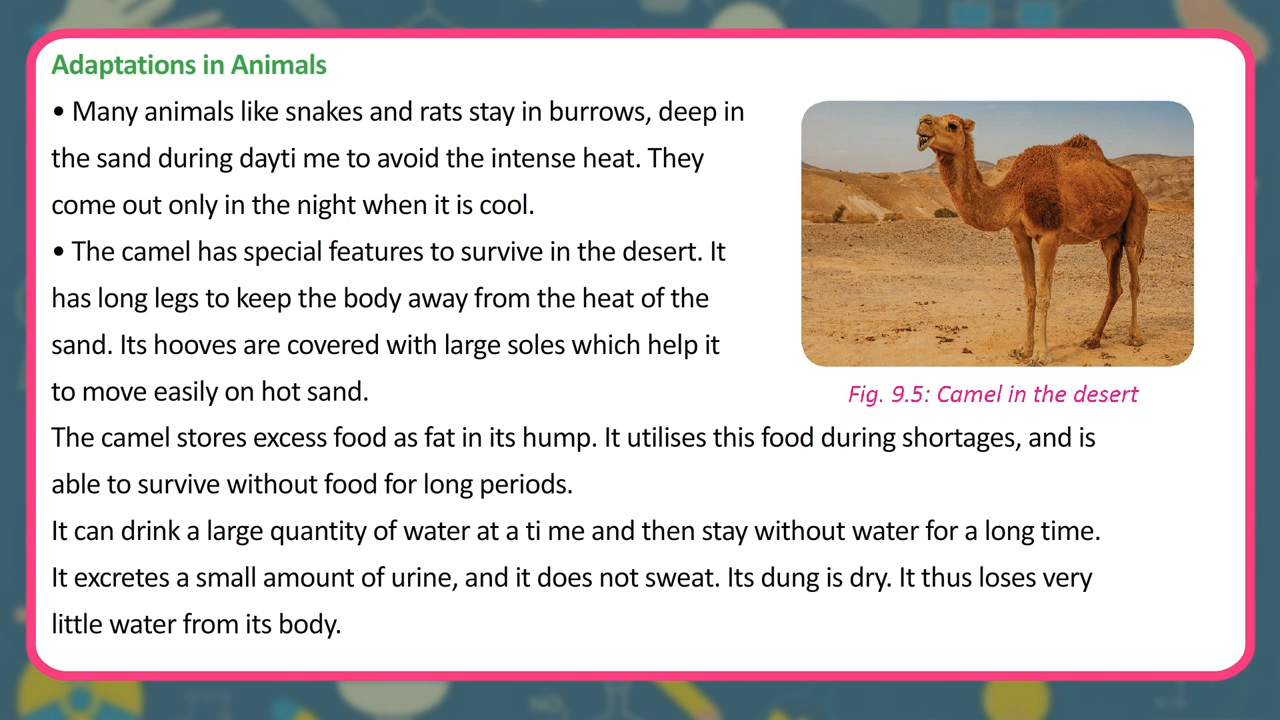 Adaptations in Animals
• Many animals like snakes and rats stay in burrows, deep in
the sand during dayti me to avoid the intense heat. They
come out only in the night when it is cool.
• The camel has special features to survive in the desert. It
has long legs to keep the body away from the heat of the
sand. Its hooves are covered with large soles which help it
to move easily on hot sand.
Fig. 9.5: Camel in the desert
The camel stores excess food as fat in its hump. It utilises this food during shortages, and is
able to survive without food for long periods.
It can drink a large quantity of water at a ti me and then stay without water for a long time.
It excretes a small amount of urine, and it does not sweat. Its dung is dry. It thus loses very
little water from its body.